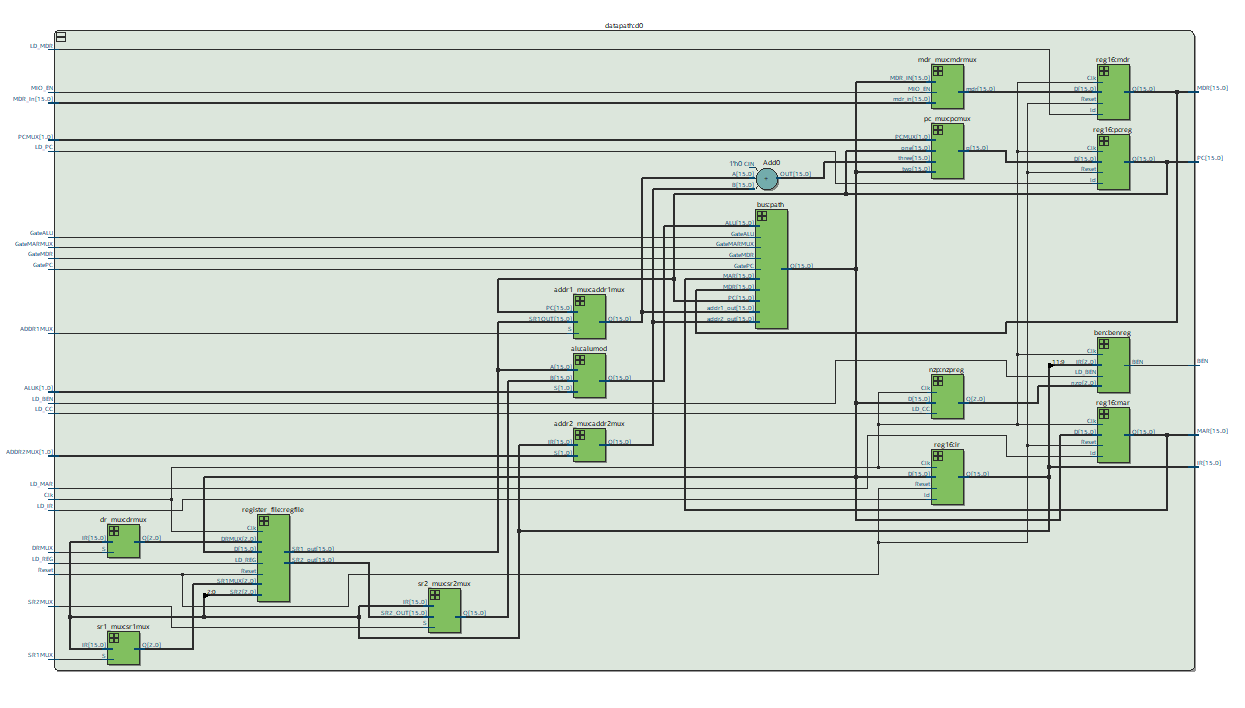 datapath:d0
LD_MDR
MIO_EN
MDR_In[15..0]
PCMUX[1..0]
LD_PC
GateALU
GateMARMUX
GateMDR
GatePC
ADDR1MUX
ALUK[1..0]
LD_BEN
LD_CC
ADDR2MUX[1..0]
LD_MAR
Clk
LD_IR
DRMUX
LD_REG
Reset
SR2MUX
SR1MUX
mdr_mux:mdrmux
MDR_IN[15..0]
MIO_EN
mdr_in[15..0]
mdr[15..0]
reg16:mdr
Clk
D[15..0]
Reset
ld
Q[15..0]
MDR[15..0]
pc_mux:pcmux
PCMUX[1..0]
one[15..0]
three[15..0]
two[15..0]
o[15..0]
reg16:pcreg
Clk
D[15..0]
Reset
ld
Q[15..0]
PC[15..0]
Add0
1'h0 CIN
A[15..0]
B[15..0]
OUT[15..0]
bus:path
ALU[15..0]
GateALU
GateMARMUX
GateMDR
GatePC
MAR[15..0]
MDR[15..0]
PC[15..0]
addr1_out[15..0]
addr2_out[15..0]
Q[15..0]
addr1_mux:addr1mux
PC[15..0]
SR1OUT[15..0]
S
Q[15..0]
alu:alumod
A[15..0]
B[15..0]
S[1..0]
Q[15..0]
addr2_mux:addr2mux
IR[15..0]
S[1..0]
Q[15..0]
ben:benreg
Clk
11:9
IR[2..0]
LD_BEN
nzp[2..0]
BEN
BEN
nzp:nzpreg
Clk
D[15..0]
LD_CC
Q[2..0]
reg16:mar
Clk
D[15..0]
Reset
ld
Q[15..0]
MAR[15..0]
reg16:ir
Clk
D[15..0]
Reset
ld
Q[15..0]
IR[15..0]
dr_mux:drmux
IR[15..0]
S
Q[2..0]
register_file:regfile
Clk
DRMUX[2..0]
D[15..0]
LD_REG
Reset
SR1MUX[2..0]
2:0
SR2[2..0]
SR1_out[15..0]
SR2_out[15..0]
sr2_mux:sr2mux
IR[15..0]
SR2_OUT[15..0]
S
Q[15..0]
sr1_mux:sr1mux
IR[15..0]
S
Q[2..0]